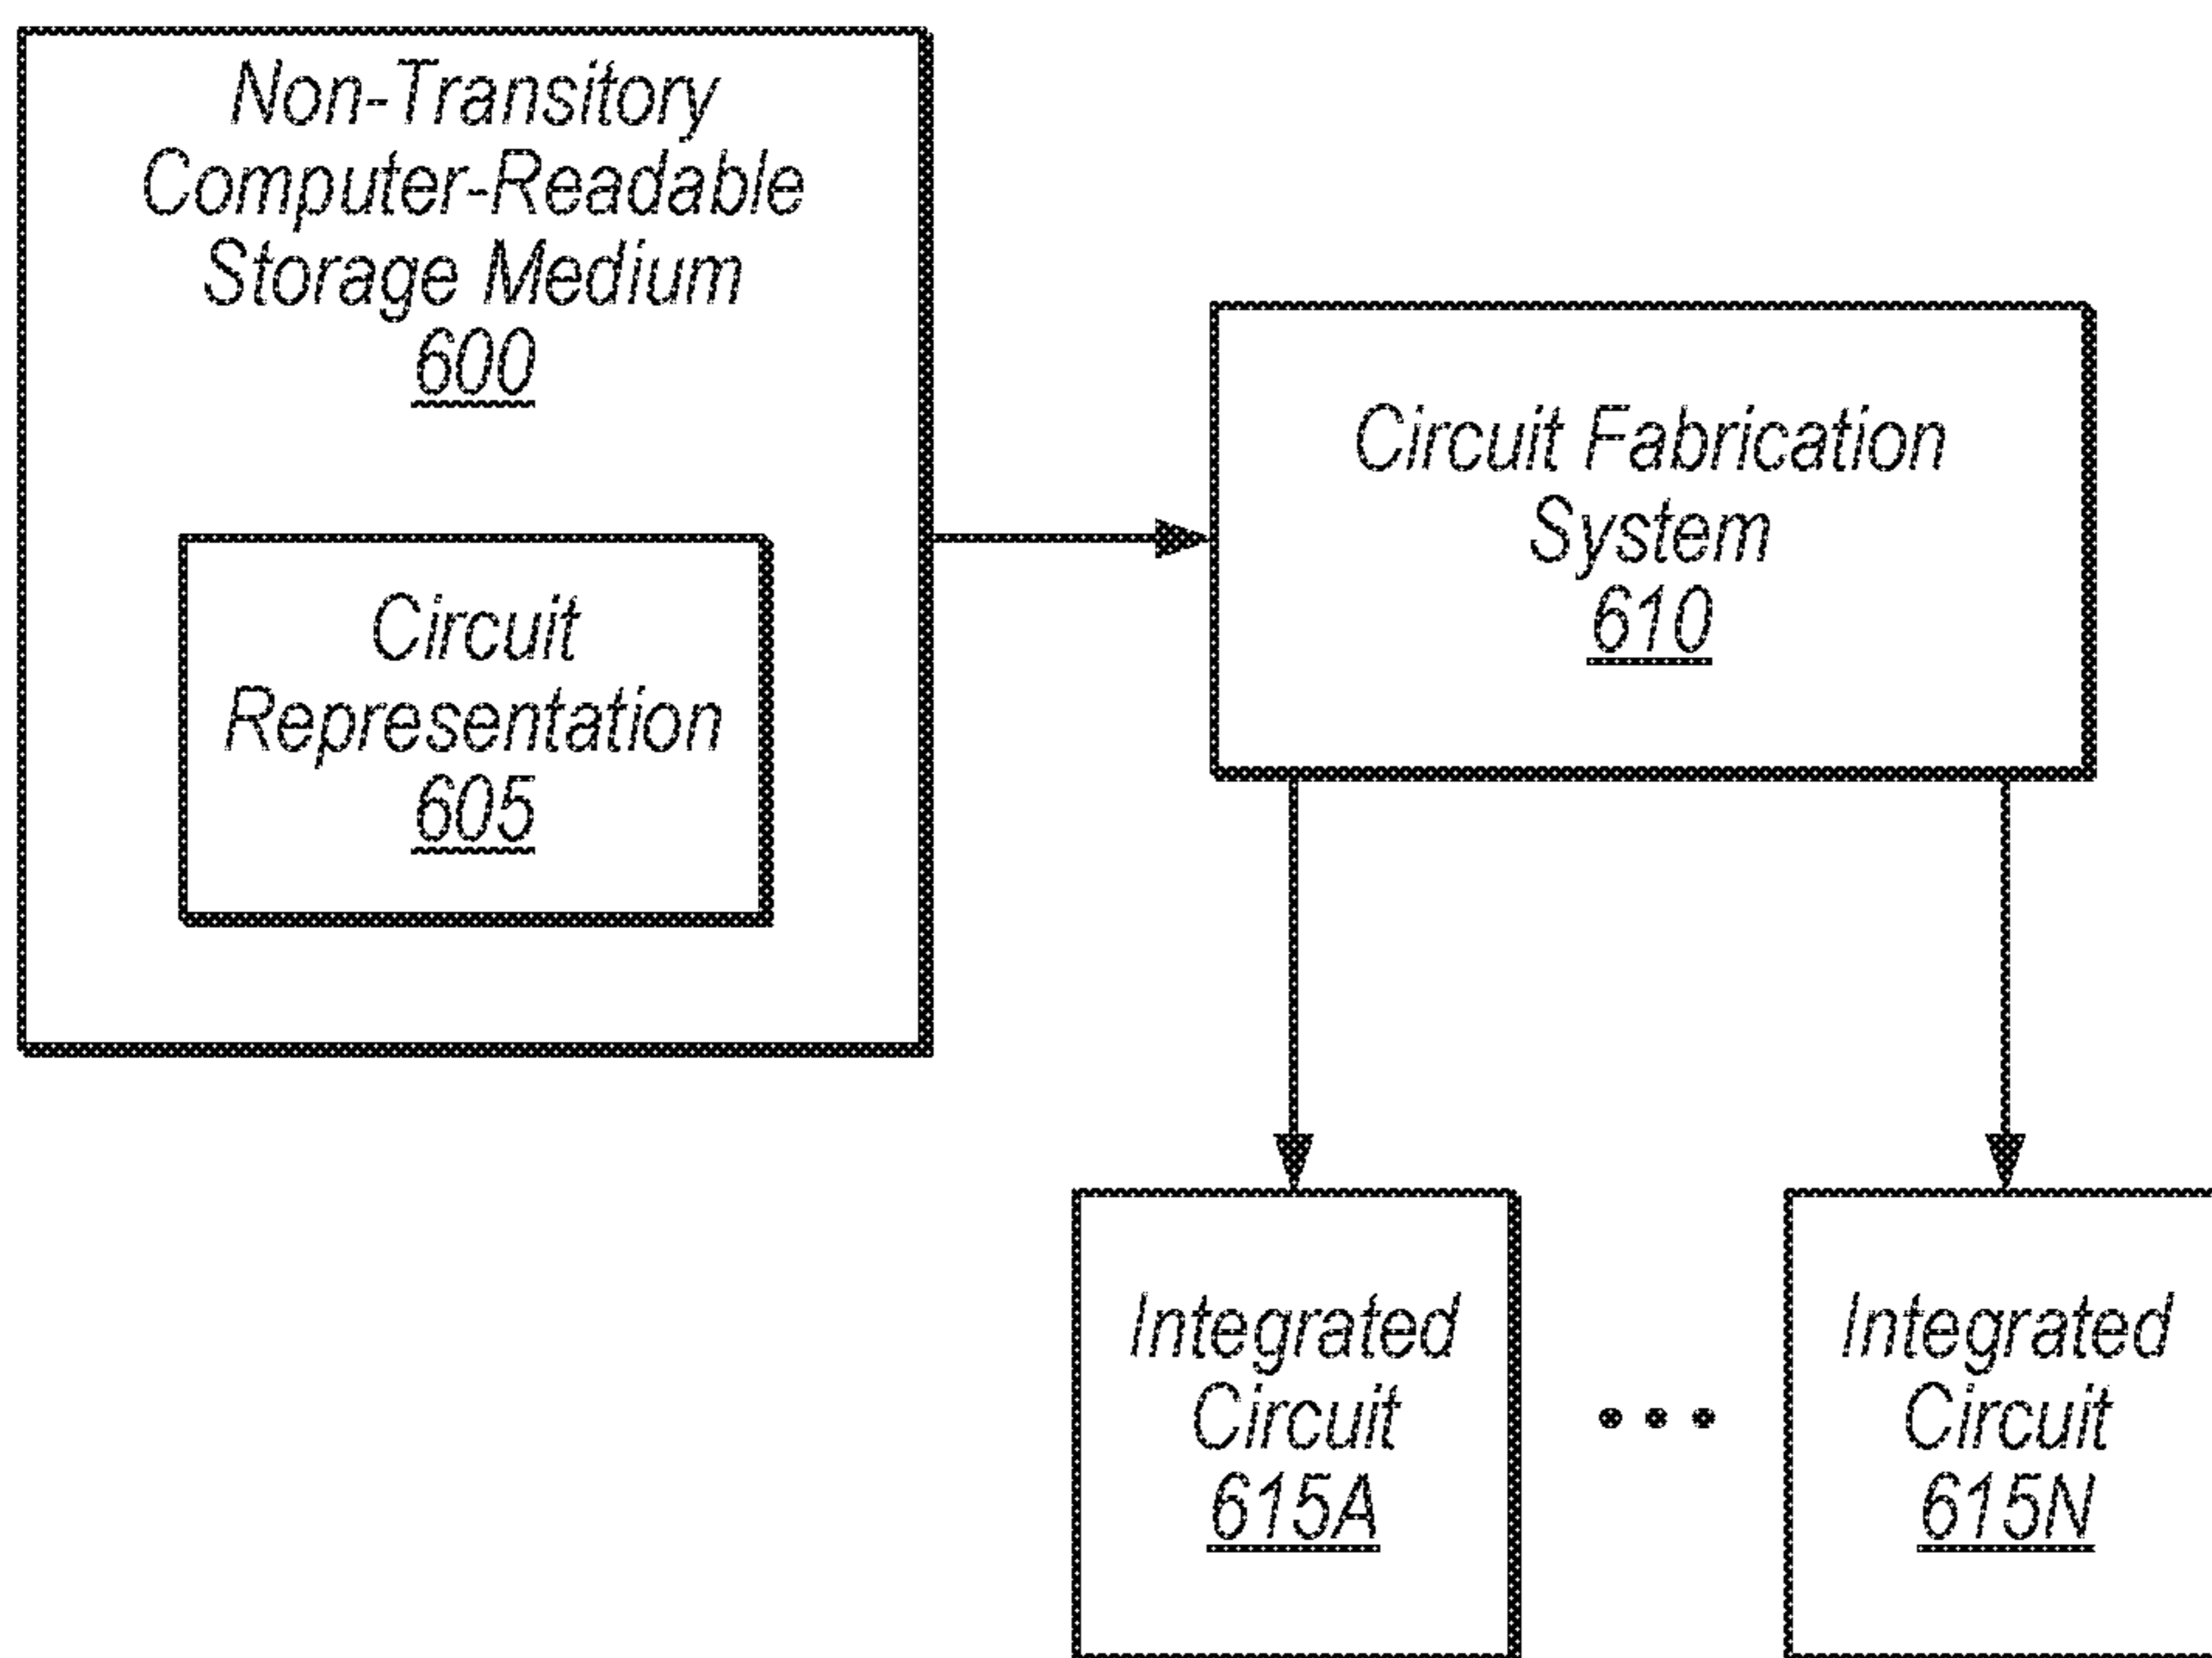 Non-Transitory
Computer-Readable
Storage Medium
600
Circuit
Representation
605
Circuit Fabrication
System
610
Integrated
Circuit
615A
Integrated
Circuit
615N